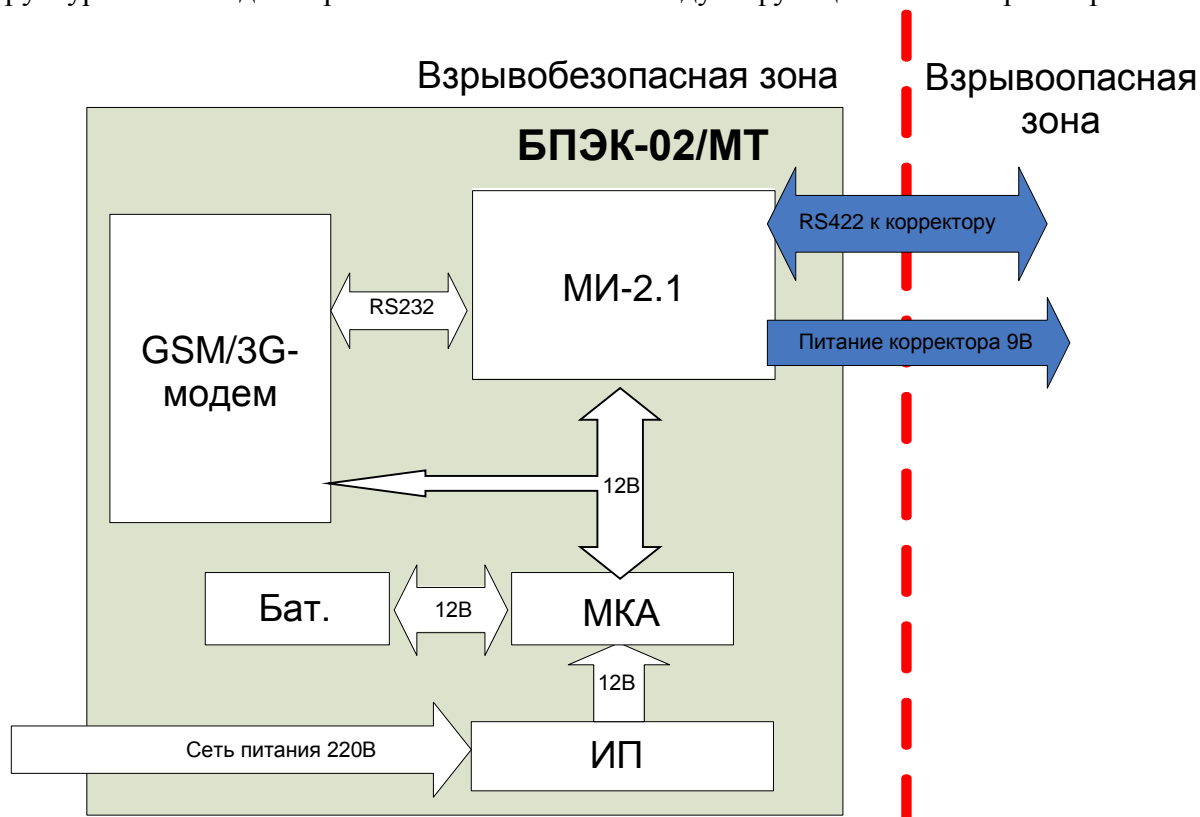 Взрывобезопасная зона
Взрывоопасная
зона
БПЭК-02/МТ
RS422 к корректору
МИ-2.1
RS232
GSM/3G-
модем
Питание корректора 9В
12В
Бат.
12В
МКА
12В
Сеть питания 220В
ИП